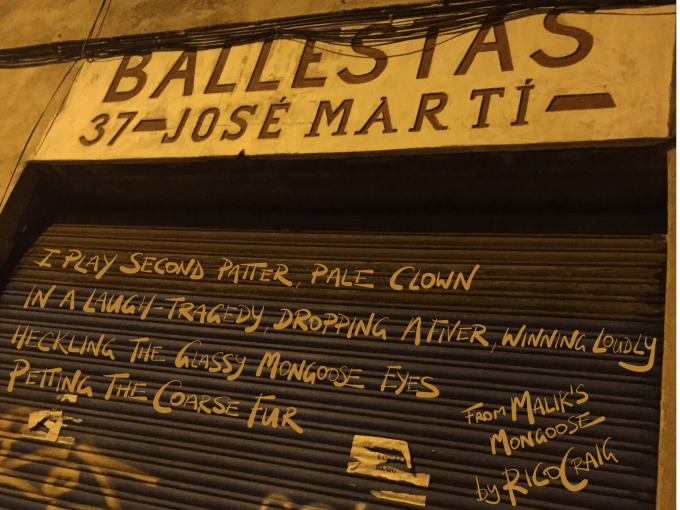 BALLESTAS
37-JOSÉ MARTÍ-
I PLAY SECOND PATTER, PALE CLOWN
IN A LAUGH-TRAGEDY, DROPPING A FIVER, WINNING LOUDLY
HECKLING THE GLASSY MONGOOSE EYES
PETTING THE COARSE FUR
FROM MALIK'S
MONGOOSE
by RICO CRAIG